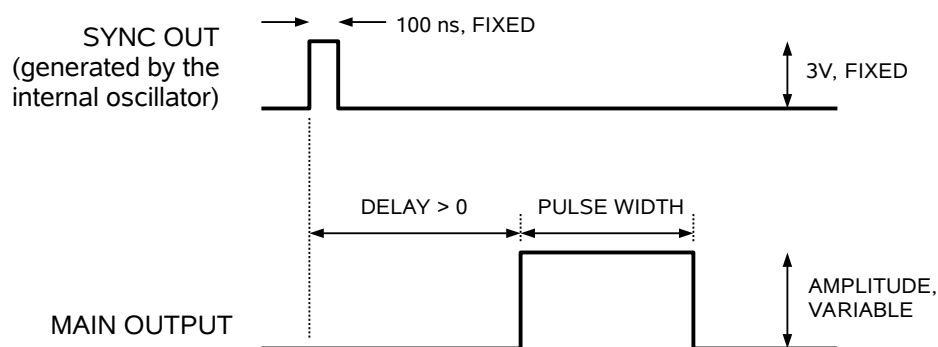 100 ns, FIXED
SYNC OUT
(generated by the
internal oscillator)
3V, FIXED
DELAY > 0
PULSE WIDTH
AMPLITUDE,
VARIABLE
MAIN OUTPUT